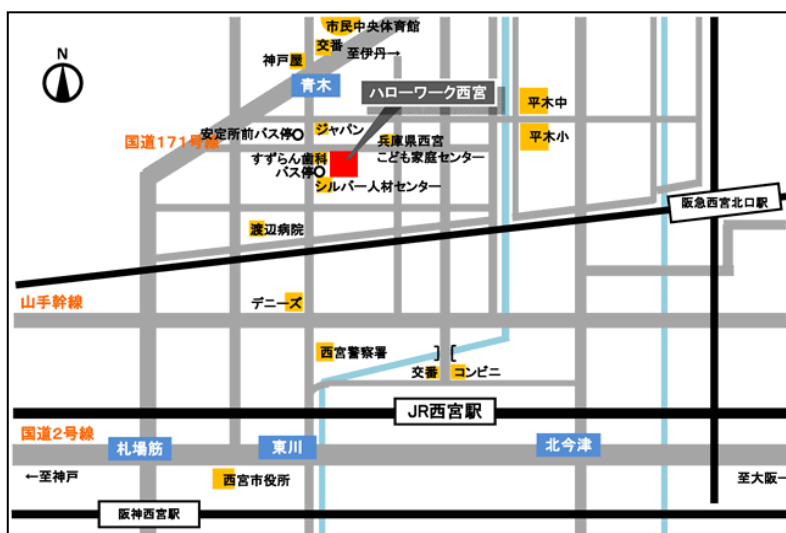 市民中央体育館
N
交番
至伊丹→
神戸屋
青木
ハローワーク西宮
平木中
国道171号線
安定所前バス停
ジャパン
兵庫県西宮
こども家庭センター
平木小
すずらん歯科
バス停
シルバー人材センター
阪急西宮北口駅
渡辺病院
山手幹線
デニーズ
西宮警察署
交番
コンビニ
JR西宮駅
国道2号線
札場筋
東川
北今津
←至神戸
西宮市役所
至大阪→
阪神西宮駅